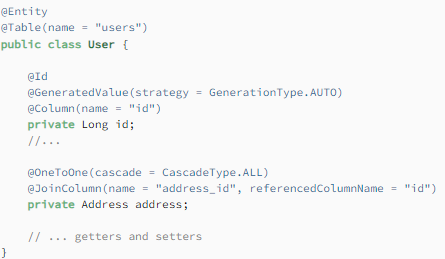 @Entity
@Table(name = "users")
public class User {
@Id
@GeneratedValue(strategy = GenerationType.AUTO)
@Column(name = "id")
private Long id;
//...
@OneToOne(cascade = CascadeType.ALL)
@JoinColumn(name = "address_id", referencedColumnName = "id")
private Address address;
// ... getters and setters
}